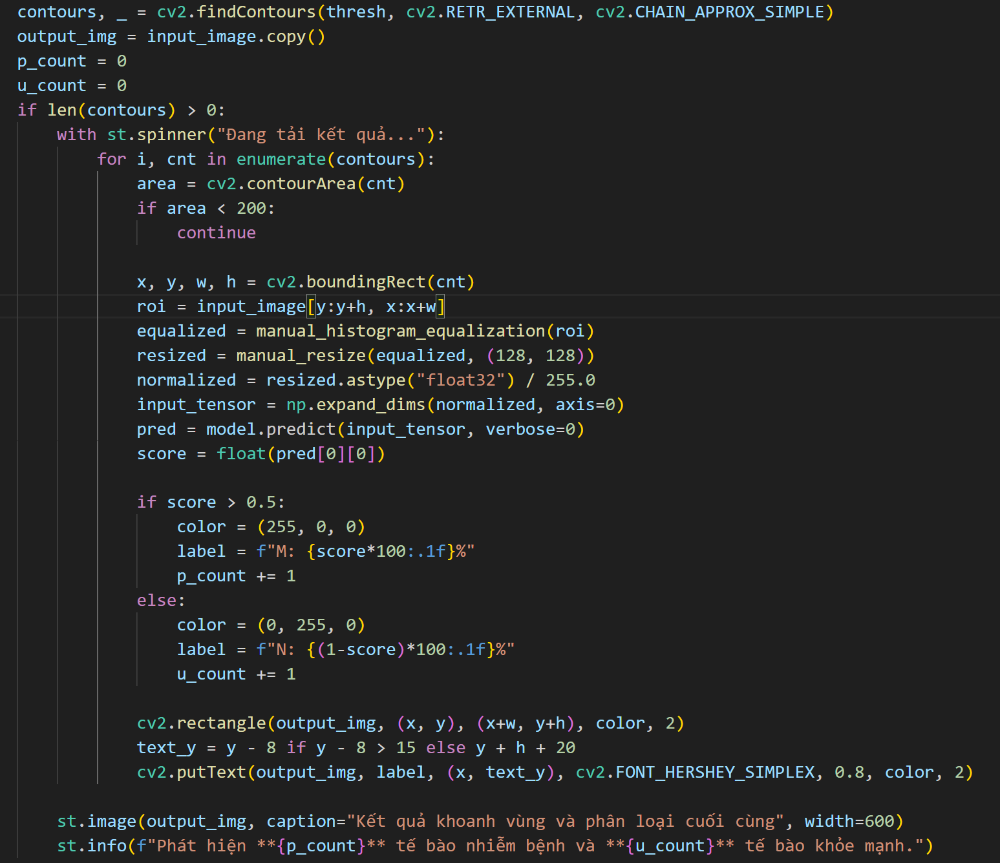 contours, _ = cv2.findContours(thresh, cv2.RETR_EXTERNAL, cv2.CHAIN_APPROX_SIMPLE)
output_img = input_image.copy()
p_count = 0
u_count = 0
if len(contours) > 0:
    with st.spinner("Đang tải kết quả..."):
        for i, cnt in enumerate(contours):
            area = cv2.contourArea(cnt)
            if area < 200:
                continue

            x, y, w, h = cv2.boundingRect(cnt)
            roi = input_image[y:y+h, x:x+w]
            equalized = manual_histogram_equalization(roi)
            resized = manual_resize(equalized, (128, 128))
            normalized = resized.astype("float32") / 255.0
            input_tensor = np.expand_dims(normalized, axis=0)
            pred = model.predict(input_tensor, verbose=0)
            score = float(pred[0][0])

            if score > 0.5:
                color = (255, 0, 0)
                label = f"M: {score*100:.1f}%"
                p_count += 1
            else:
                color = (0, 255, 0)
                label = f"N: {(1-score)*100:.1f}%"
                u_count += 1

            cv2.rectangle(output_img, (x, y), (x+w, y+h), color, 2)
            text_y = y - 8 if y - 8 > 15 else y + h + 20
            cv2.putText(output_img, label, (x, text_y), cv2.FONT_HERSHEY_SIMPLEX, 0.8, color, 2)

    st.image(output_img, caption="Kết quả khoanh vùng và phân loại cuối cùng", width=600)
    st.info(f"Phát hiện **{p_count}** tế bào nhiễm bệnh và **{u_count}** tế bào khỏe mạnh.")